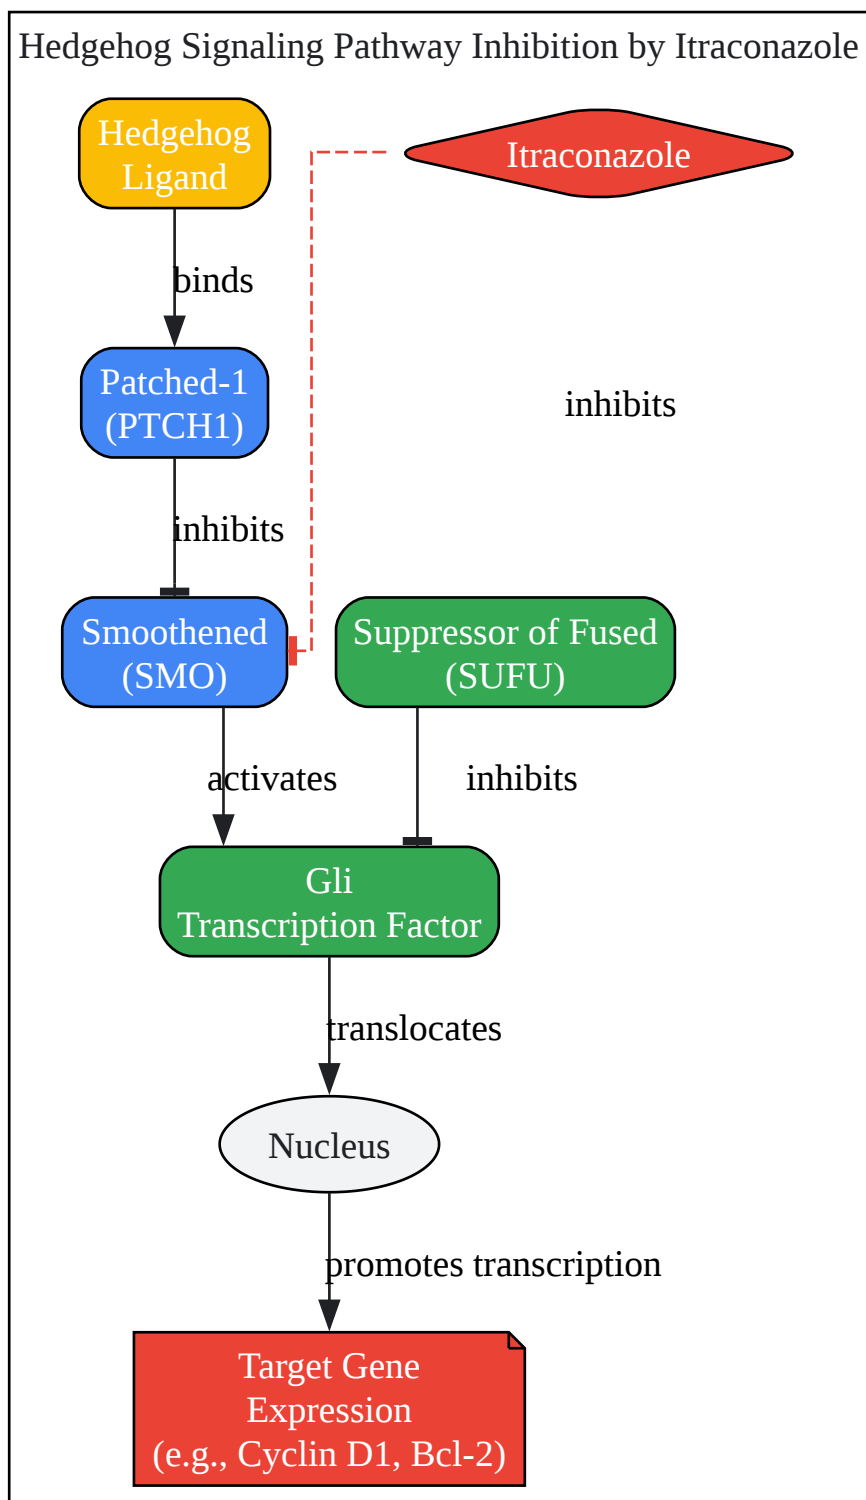 Hedgehog Signaling Pathway Inhibition by Itraconazole
Hedgehog
Ligand
Itraconazole
binds
Patched-1
(PTCH1)
inhibits
inhibits
Smoothened
(SMO)
Suppressor of Fused
(SUFU)
activates
inhibits
Gli
Transcription Factor
translocates
Nucleus
promotes transcription
Target Gene
Expression
(e.g., Cyclin D1, Bcl-2)